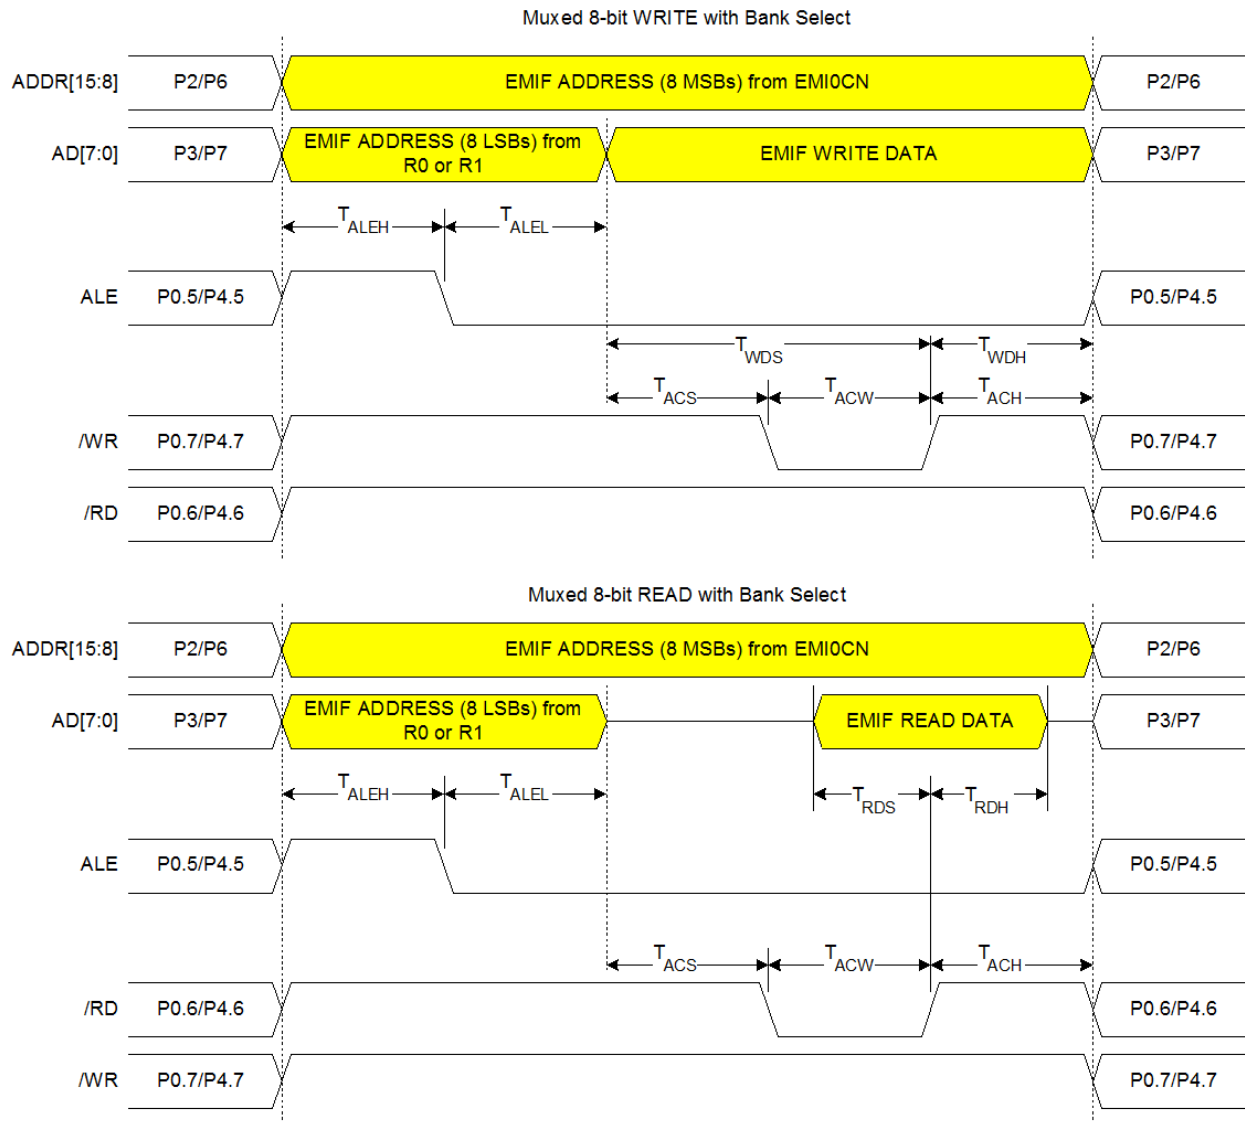 Muxed 8-bit WRITE with Bank Select
ADDR[15:8] P2/P6 EMIF ADDRESS (8 MSBs) from EMI0CN P2/P6
AD[7:0] P3/P7 EMIF ADDRESS (8 LSBs) from
R0 or R1 EMIF WRITE DATA P3/P7
TALEH TALEL
ALE P0.5/P4.5 P0.5/P4.5
TWDS TWDH
TACS TACW TACH
/WR P0.7/P4.7 P0.7/P4.7
/RD P0.6/P4.6 P0.6/P4.6
Muxed 8-bit READ with Bank Select
ADDR[15:8] P2/P6 EMIF ADDRESS (8 MSBs) from EMI0CN P2/P6
AD[7:0] P3/P7 EMIF ADDRESS (8 LSBs) from
R0 or R1 EMIF READ DATA P3/P7
TALEH TALEL TRDS TRDH
ALE P0.5/P4.5 P0.5/P4.5
TACS TACW TACH
/RD P0.6/P4.6 P0.6/P4.6
/WR P0.7/P4.7 P0.7/P4.7